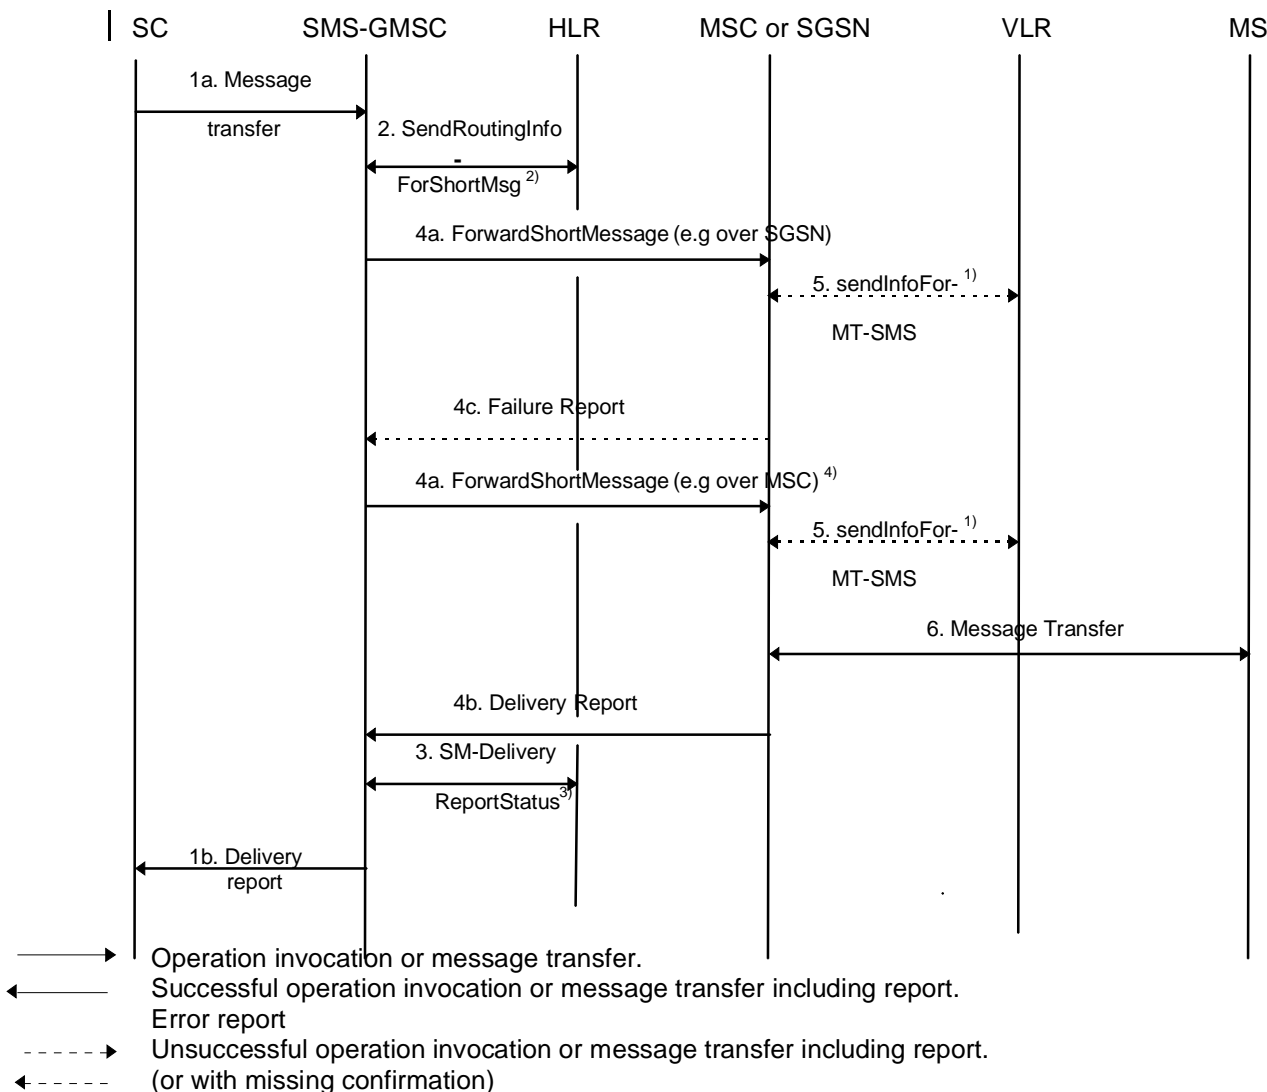 SC SMS-GMSC HLR MSC or SGSN VLR MS
1a. Message
transfer
2. SendRoutingInfo
-
ForShortMsg 2)
4a. ForwardShortMessage (e.g over SGSN)
5. sendInfoFor- 1)
MT-SMS
4c. Failure Report
4a. ForwardShortMessage (e.g over MSC) 4)
5. sendInfoFor- 1)
MT-SMS
6. Message Transfer
4b. Delivery Report
3. SM-Delivery
ReportStatus3)
1b. Delivery
report
Operation invocation or message transfer.
Successful operation invocation or message transfer including report.
Error report
Unsuccessful operation invocation or message transfer including report.
(or with missing confirmation)